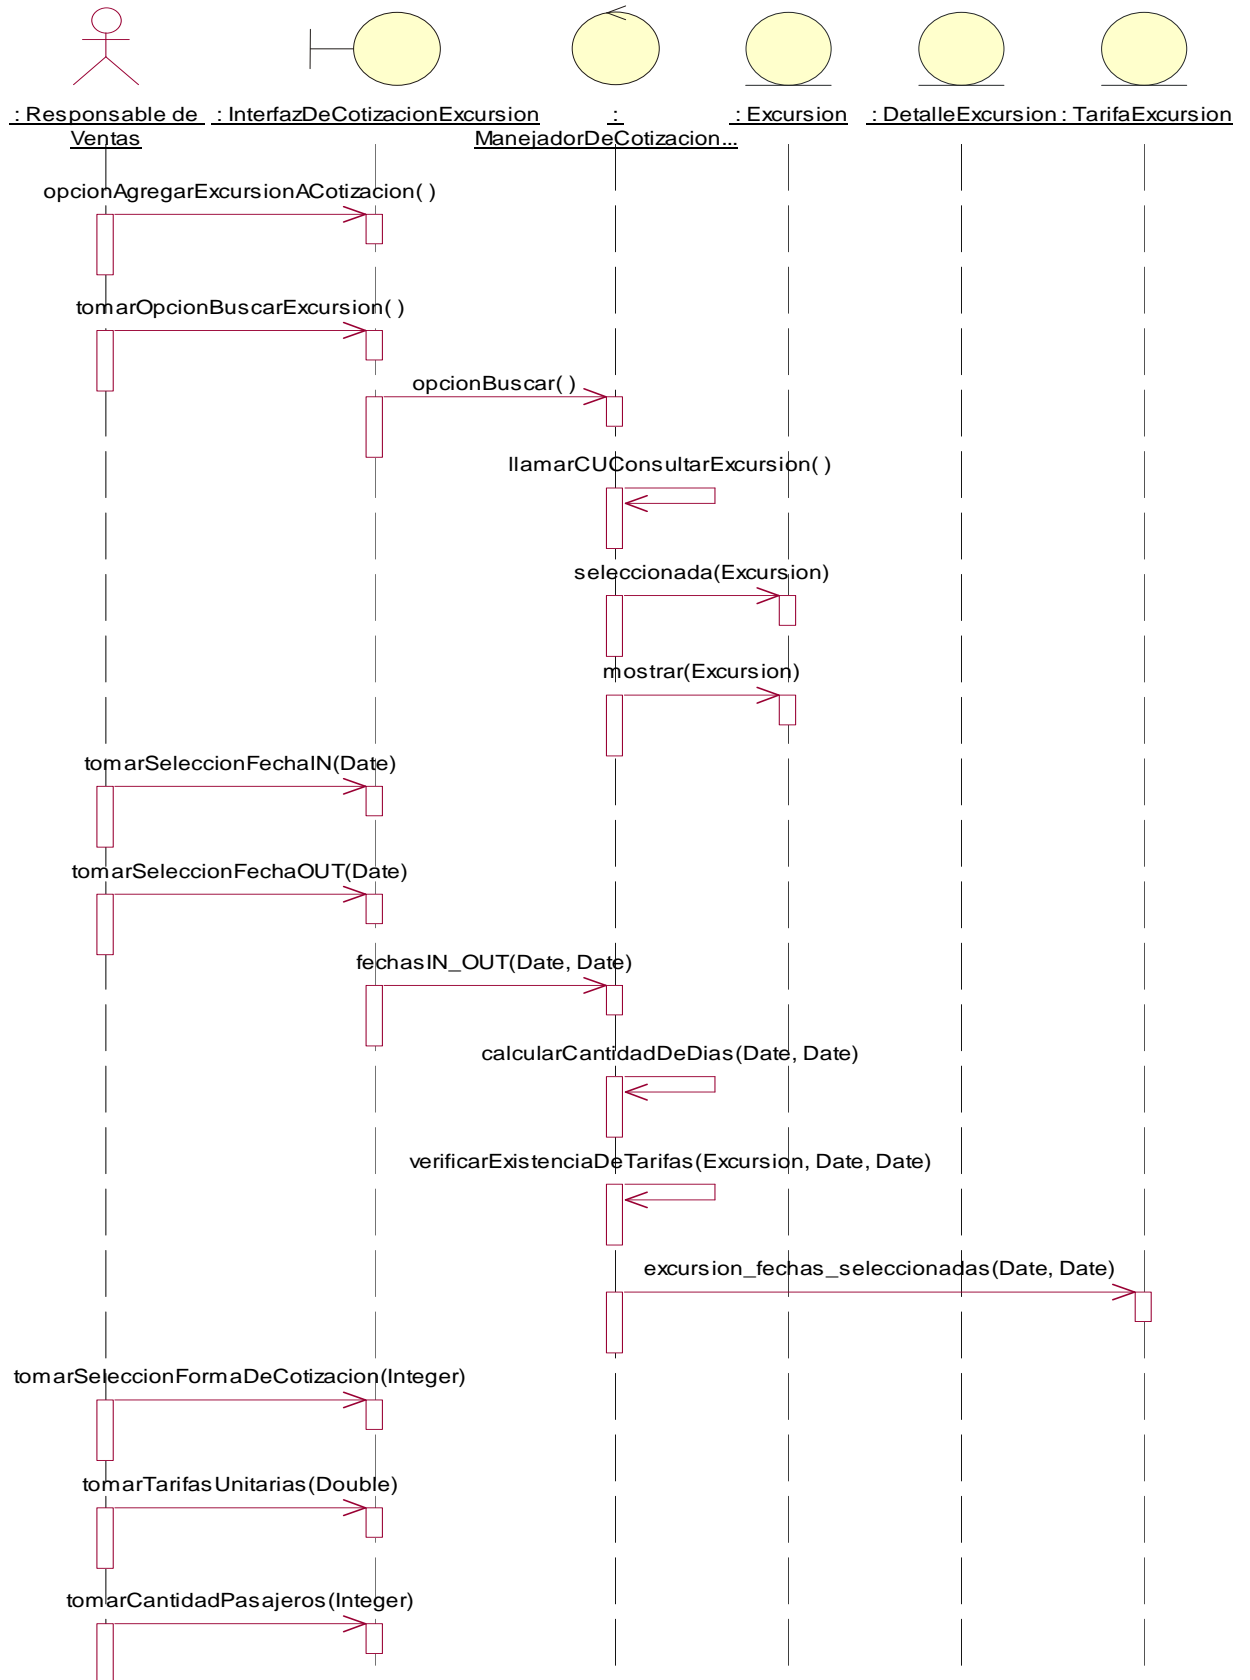 : Responsable de
Ventas
: InterfazDeCotizacionExcursion
:
ManejadorDeCotizacion...
: Excursion
: DetalleExcursion
: TarifaExcursion
opcionAgregarExcursionACotizacion( )
tomarOpcionBuscarExcursion( )
opcionBuscar( )
llamarCUConsultarExcursion( )
seleccionada(Excursion)
mostrar(Excursion)
tomarSeleccionFechaIN(Date)
tomarSeleccionFechaOUT(Date)
fechasIN_OUT(Date, Date)
calcularCantidadDeDias(Date, Date)
verificarExistenciaDeTarifas(Excursion, Date, Date)
excursion_fechas_seleccionadas(Date, Date)
tomarSeleccionFormaDeCotizacion(Integer)
tomarTarifasUnitarias(Double)
tomarCantidadPasajeros(Integer)